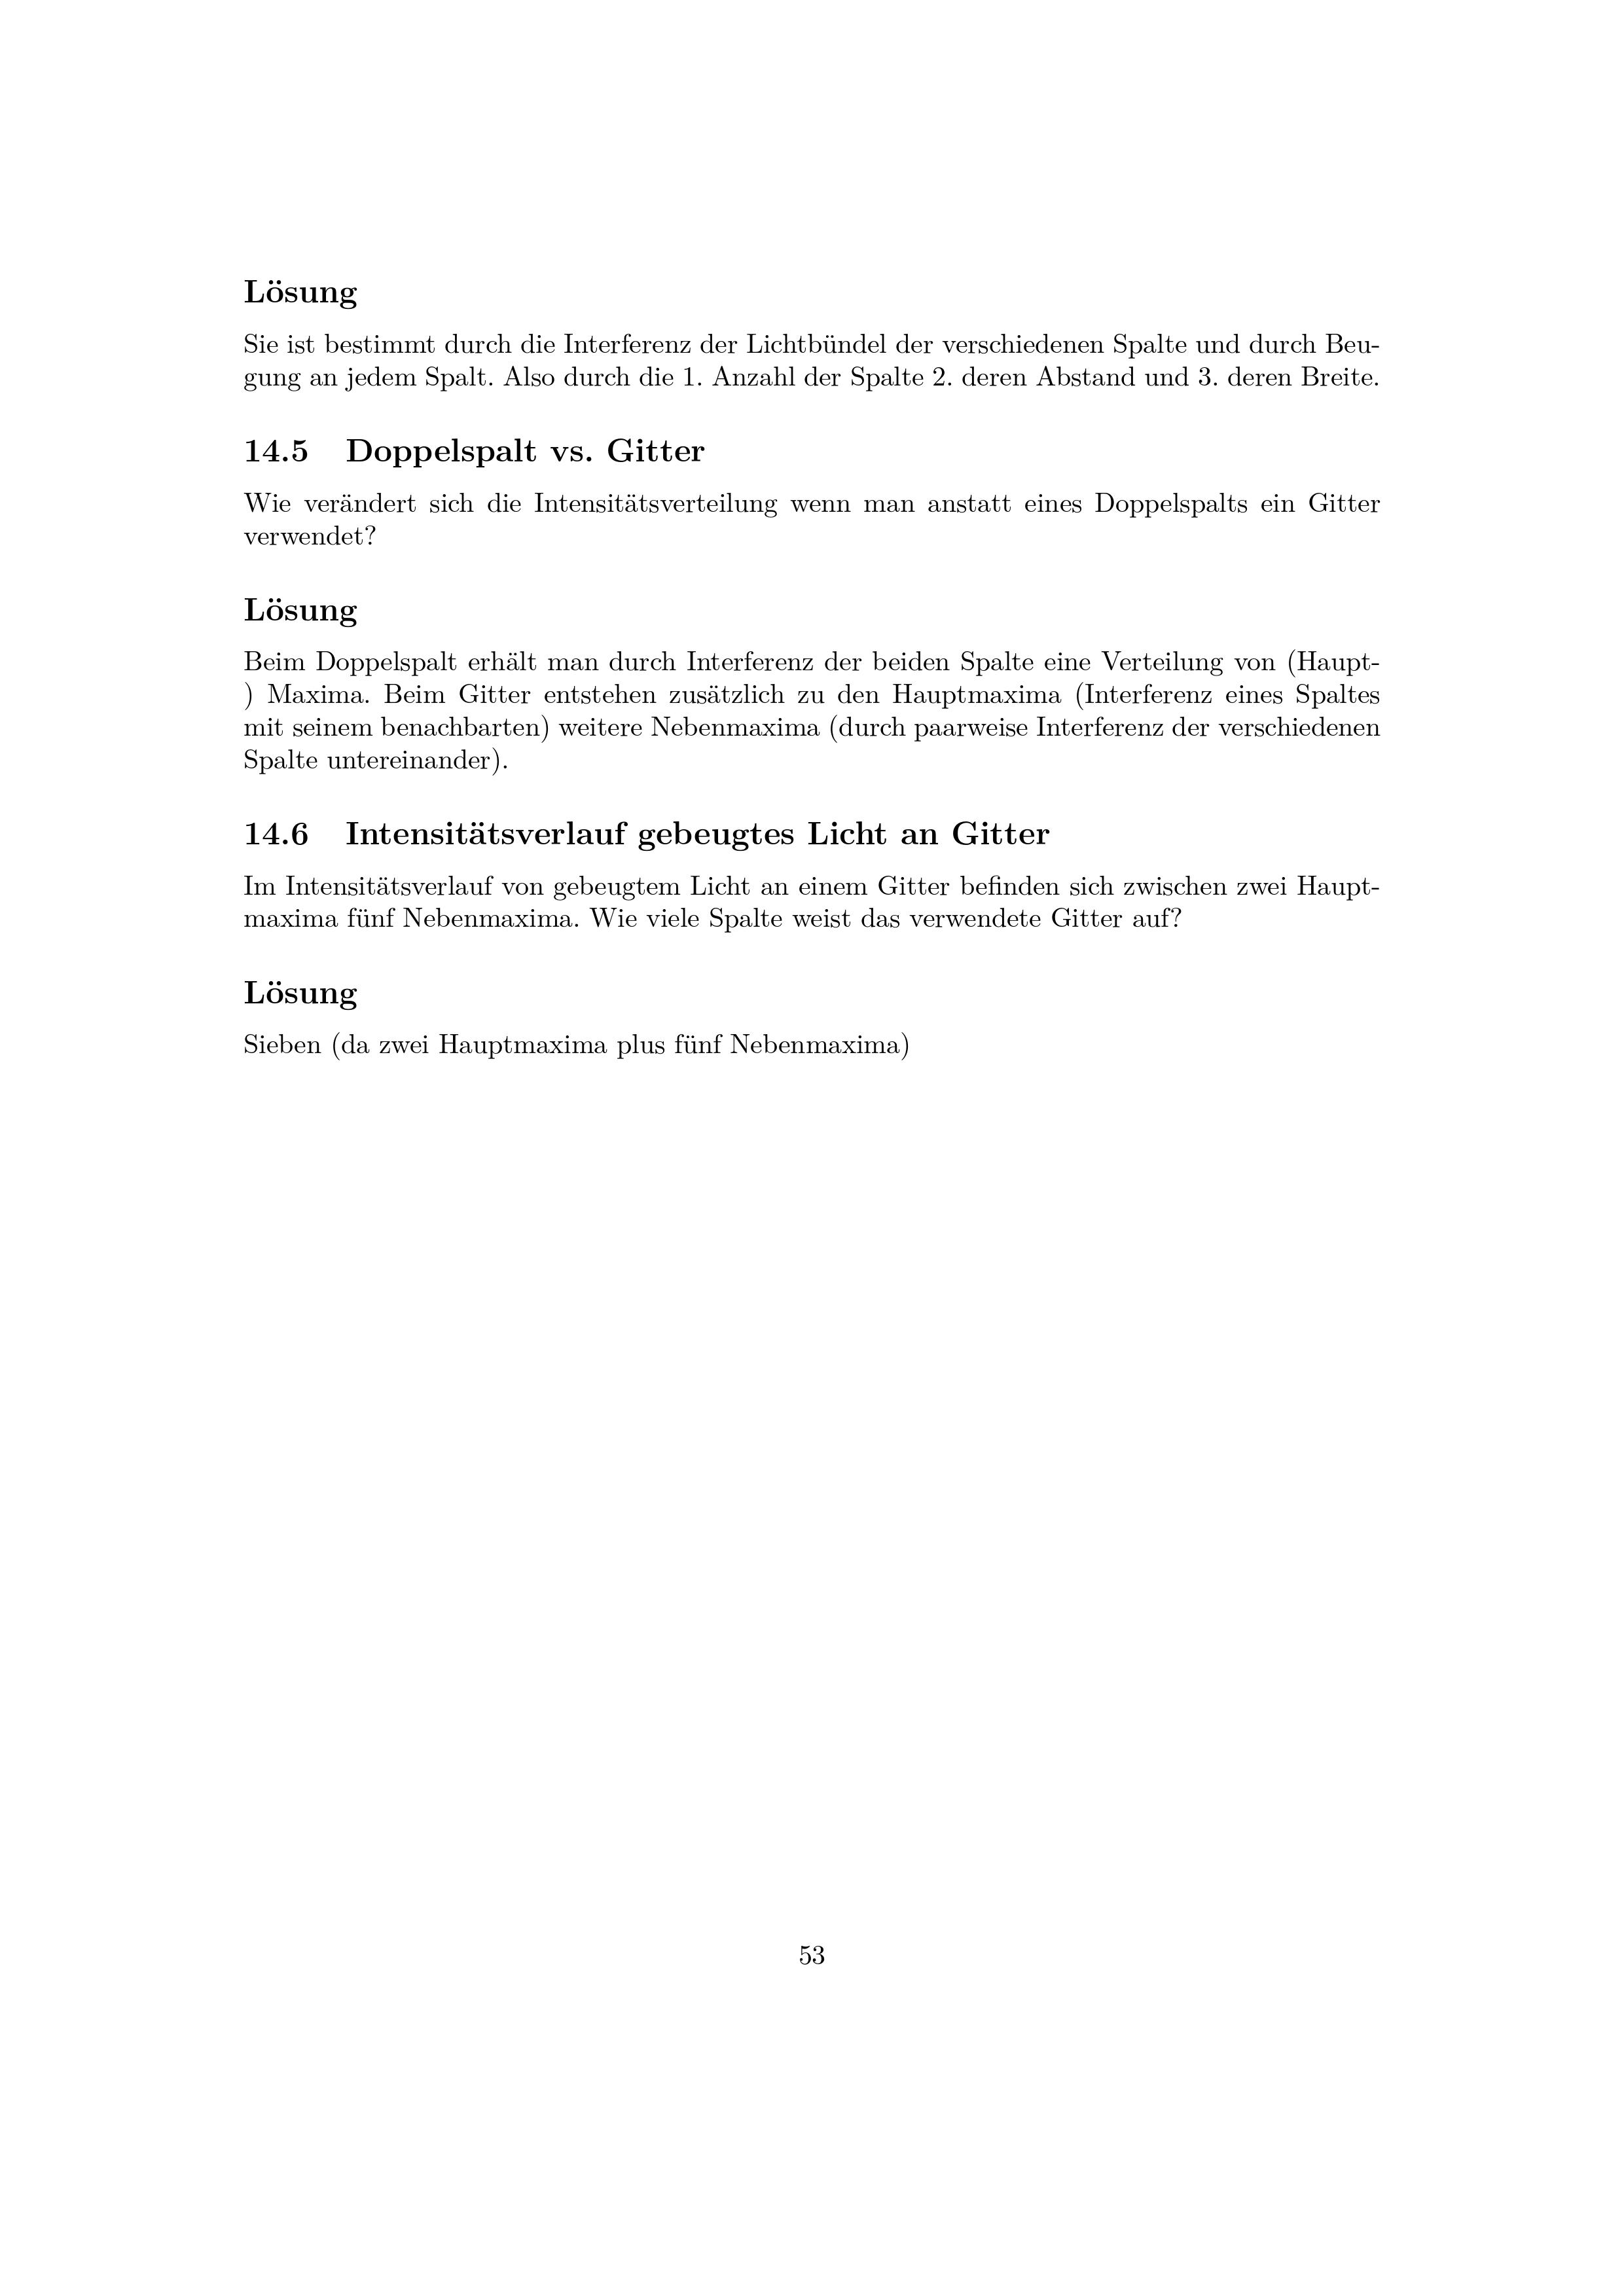 Lösung
Sie ist bestimmt durch die Interferenz der Lichtbündel der verschiedenen Spalte und durch Beu-
gung an jedem Spalt. Also durch die 1. Anzahl der Spalte 2. deren Abstand und 3. deren Breite.
14.5 Doppelspalt vs. Gitter
Wie verändert sich die Intensitätsverteilung wenn man anstatt eines Doppelspalts ein Gitter
verwendet?
Lösung
Beim Doppelspalt erhält man durch Interferenz der beiden Spalte eine Verteilung von (Haupt-
) Maxima. Beim Gitter entstehen zusätzlich zu den Hauptmaxima (Interferenz eines Spaltes
mit seinem benachbarten) weitere Nebenmaxima (durch paarweise Interferenz der verschiedenen
Spalte untereinander).
14.6 Intensitätsverlauf gebeugtes Licht an Gitter
Im Intensitätsverlauf von gebeugtem Licht an einem Gitter befinden sich zwischen zwei Haupt-
maxima fünf Nebenmaxima. Wie viele Spalte weist das verwendete Gitter auf?
Lösung
Sieben (da zwei Hauptmaxima plus fünf Nebenmaxima)
53